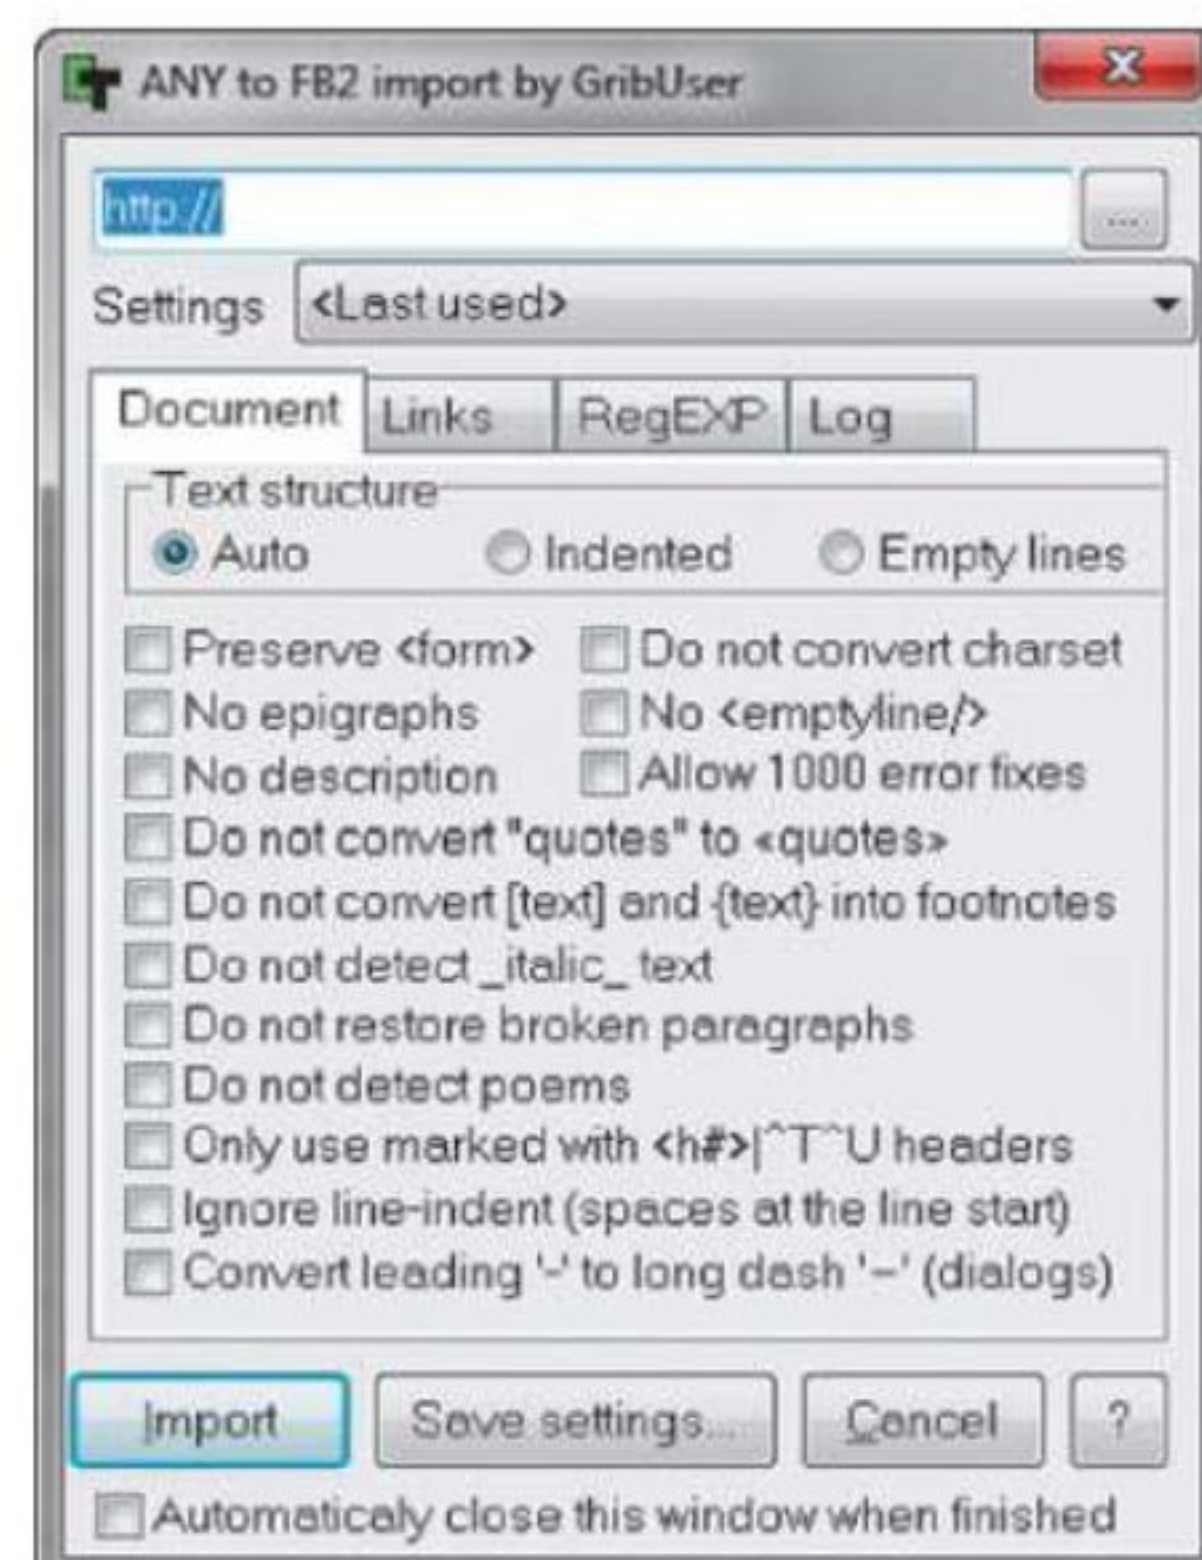 ANY to FB2 import by GribUser
http://
...
Settings <Last used>
Document Links RegEXP Log
Text structure
Auto Indented Empty lines
Preserve <form> Do not convert charset
No epigraphs No <emptyline/>
No description Allow 1000 error fixes
Do not convert "quotes" to «quotes»
Do not convert [text] and {text} into footnotes
Do not detect _italic_ text
Do not restore broken paragraphs
Do not detect poems
Only use marked with <h#>|^T^U headers
Ignore line-indent (spaces at the line start)
Convert leading '-' to long dash '–' (dialogs)
Import Save settings... Cancel ?
Automaticaly close this window when finished